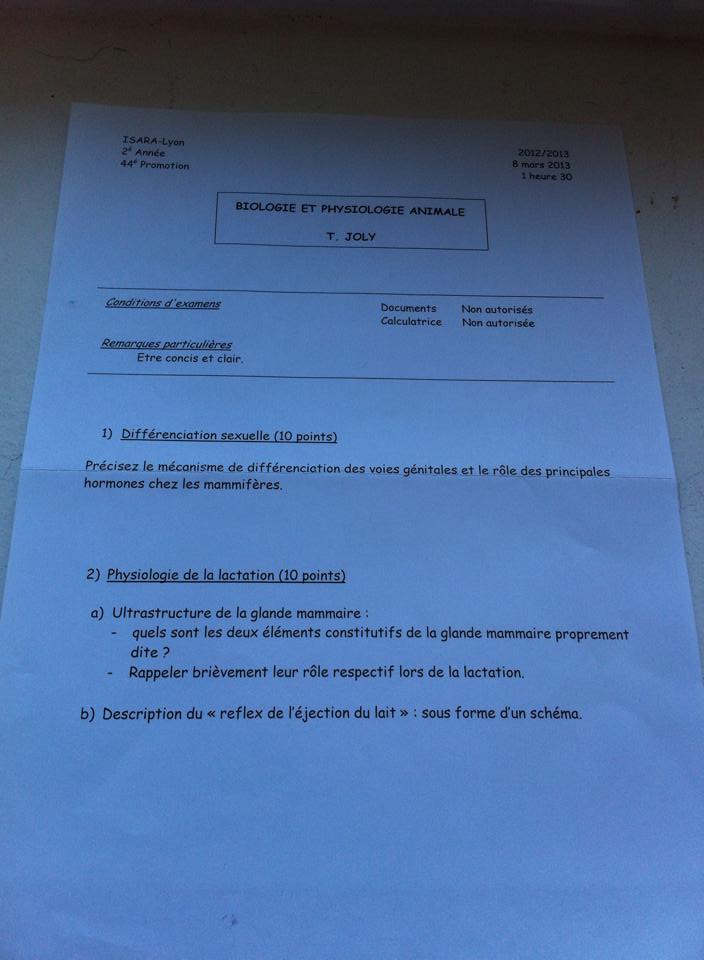 ISARA-Lyon
2e Année
44e Promotion
2012/2013
8 mars 2013
1 heure 30
BIOLOGIE ET PHYSIOLOGIE ANIMALE
T. JOLY
Conditions d'examens
Documents Non autorisés
Calculatrice Non autorisée
Remarques particulières
Etre concis et clair.
1) Différenciation sexuelle (10 points)
Précisez le mécanisme de différenciation des voies génitales et le rôle des principales
hormones chez les mammifères.
2) Physiologie de la lactation (10 points)
a) Ultrastructure de la glande mammaire :
- quels sont les deux éléments constitutifs de la glande mammaire proprement
dite ?
- Rappeler brièvement leur rôle respectif lors de la lactation.
b) Description du « reflex de l'éjection du lait » : sous forme d'un schéma.